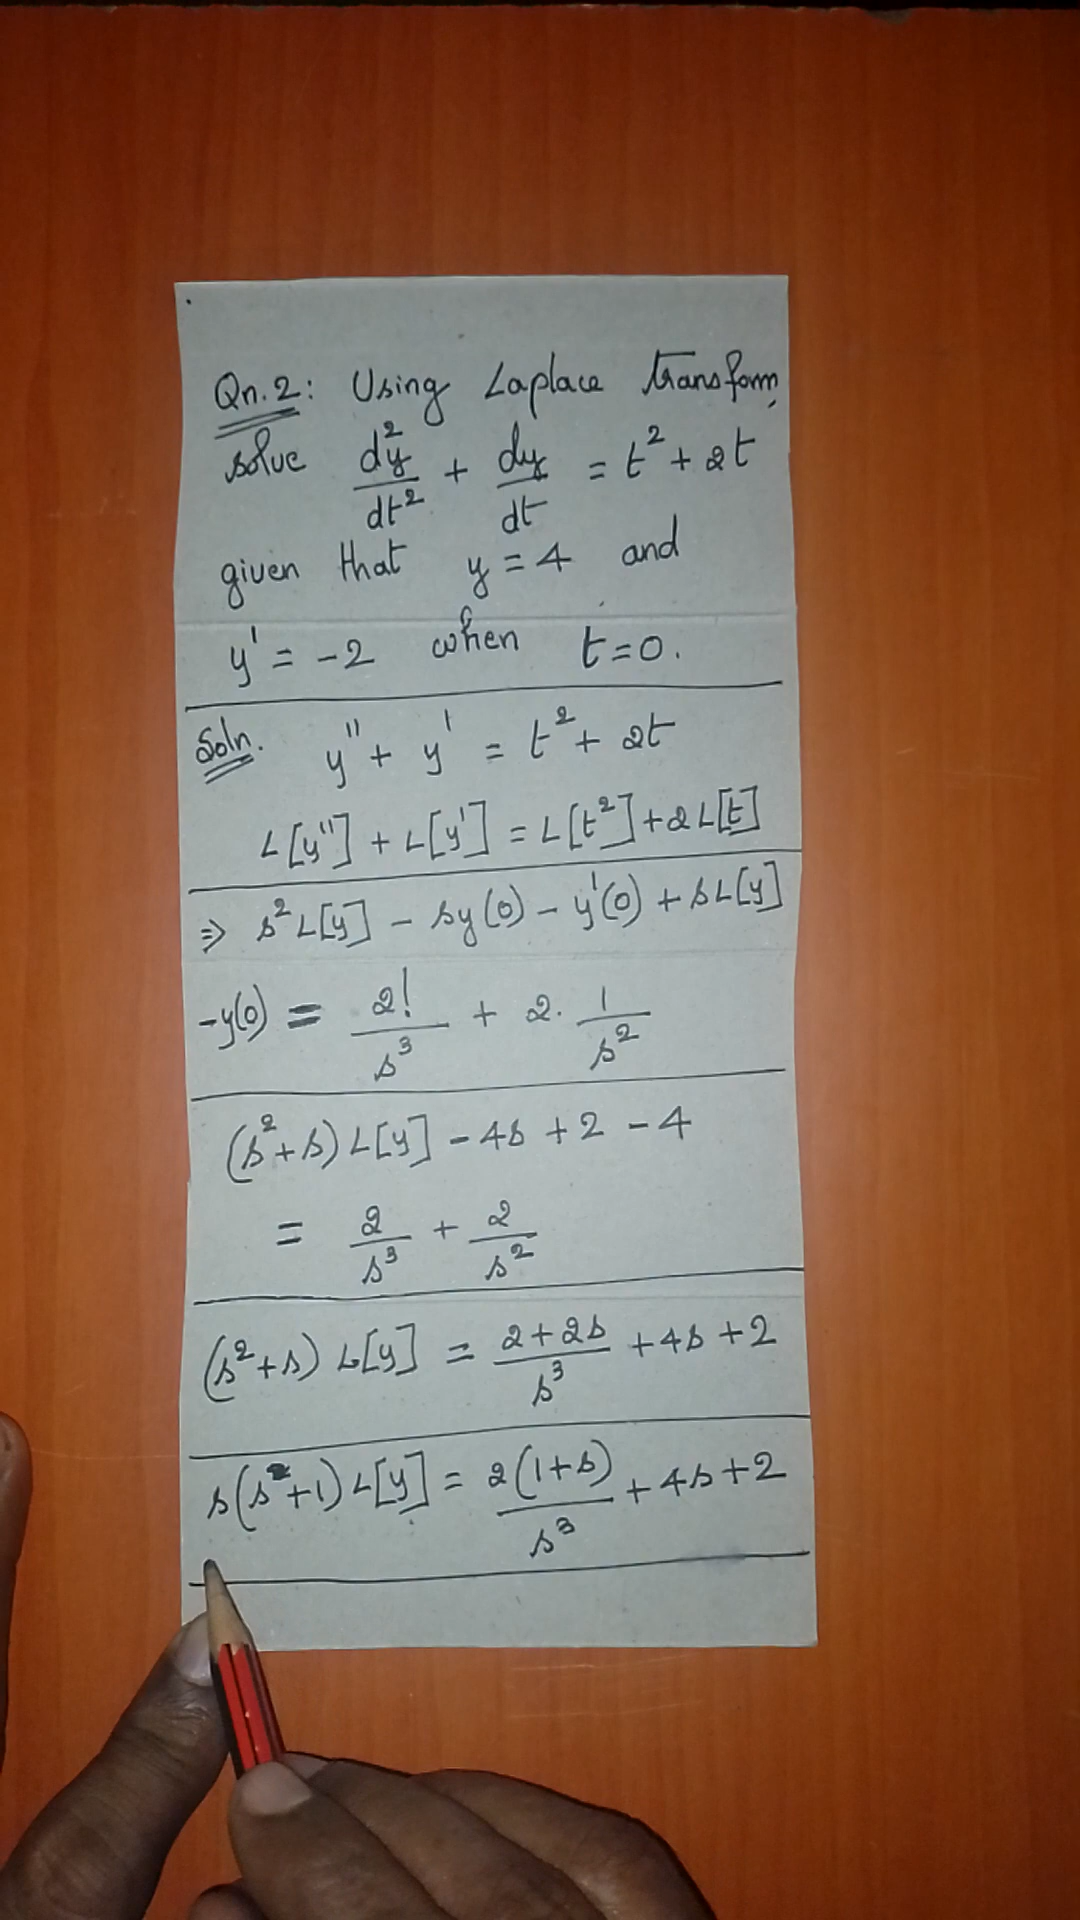 Qn.2: Using Laplace transform,
solve d²y/dt² + dy/dt = t² + 2t
given that y = 4 and
y' = -2 when t=0.
Soln. y'' + y' = t² + 2t
L[y''] + L[y'] = L[t²] + 2L[t]
⇒ s²L[y] - sy(0) - y'(0) + sL[y]
-y(0) = 2!/s³ + 2. 1/s²
(s²+s) L[y] - 4s + 2 - 4
= 2/s³ + 2/s²
(s²+s) L[y] = (2+2s)/s³ + 4s + 2
s(s+1) L[y] = 2(1+s)/s³ + 4s + 2